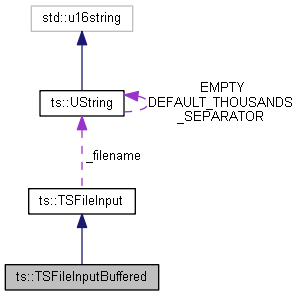 std::u16string
ts::UString
EMPTY
DEFAULT_THOUSANDS
_SEPARATOR
_filename
ts::TSFileInput
ts::TSFileInputBuffered